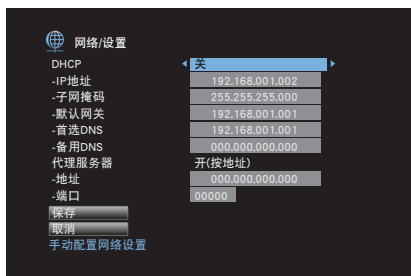 网络/设置
DHCP 关
-IP地址 192.168.001.002
-子网掩码 255.255.255.000
-默认网关 192.168.001.001
-首选DNS 192.168.001.001
-备用DNS 000.000.000.000
代理服务器 开(按地址)
-地址 000.000.000.000
-端口 00000
保存
取消
手动配置网络设置